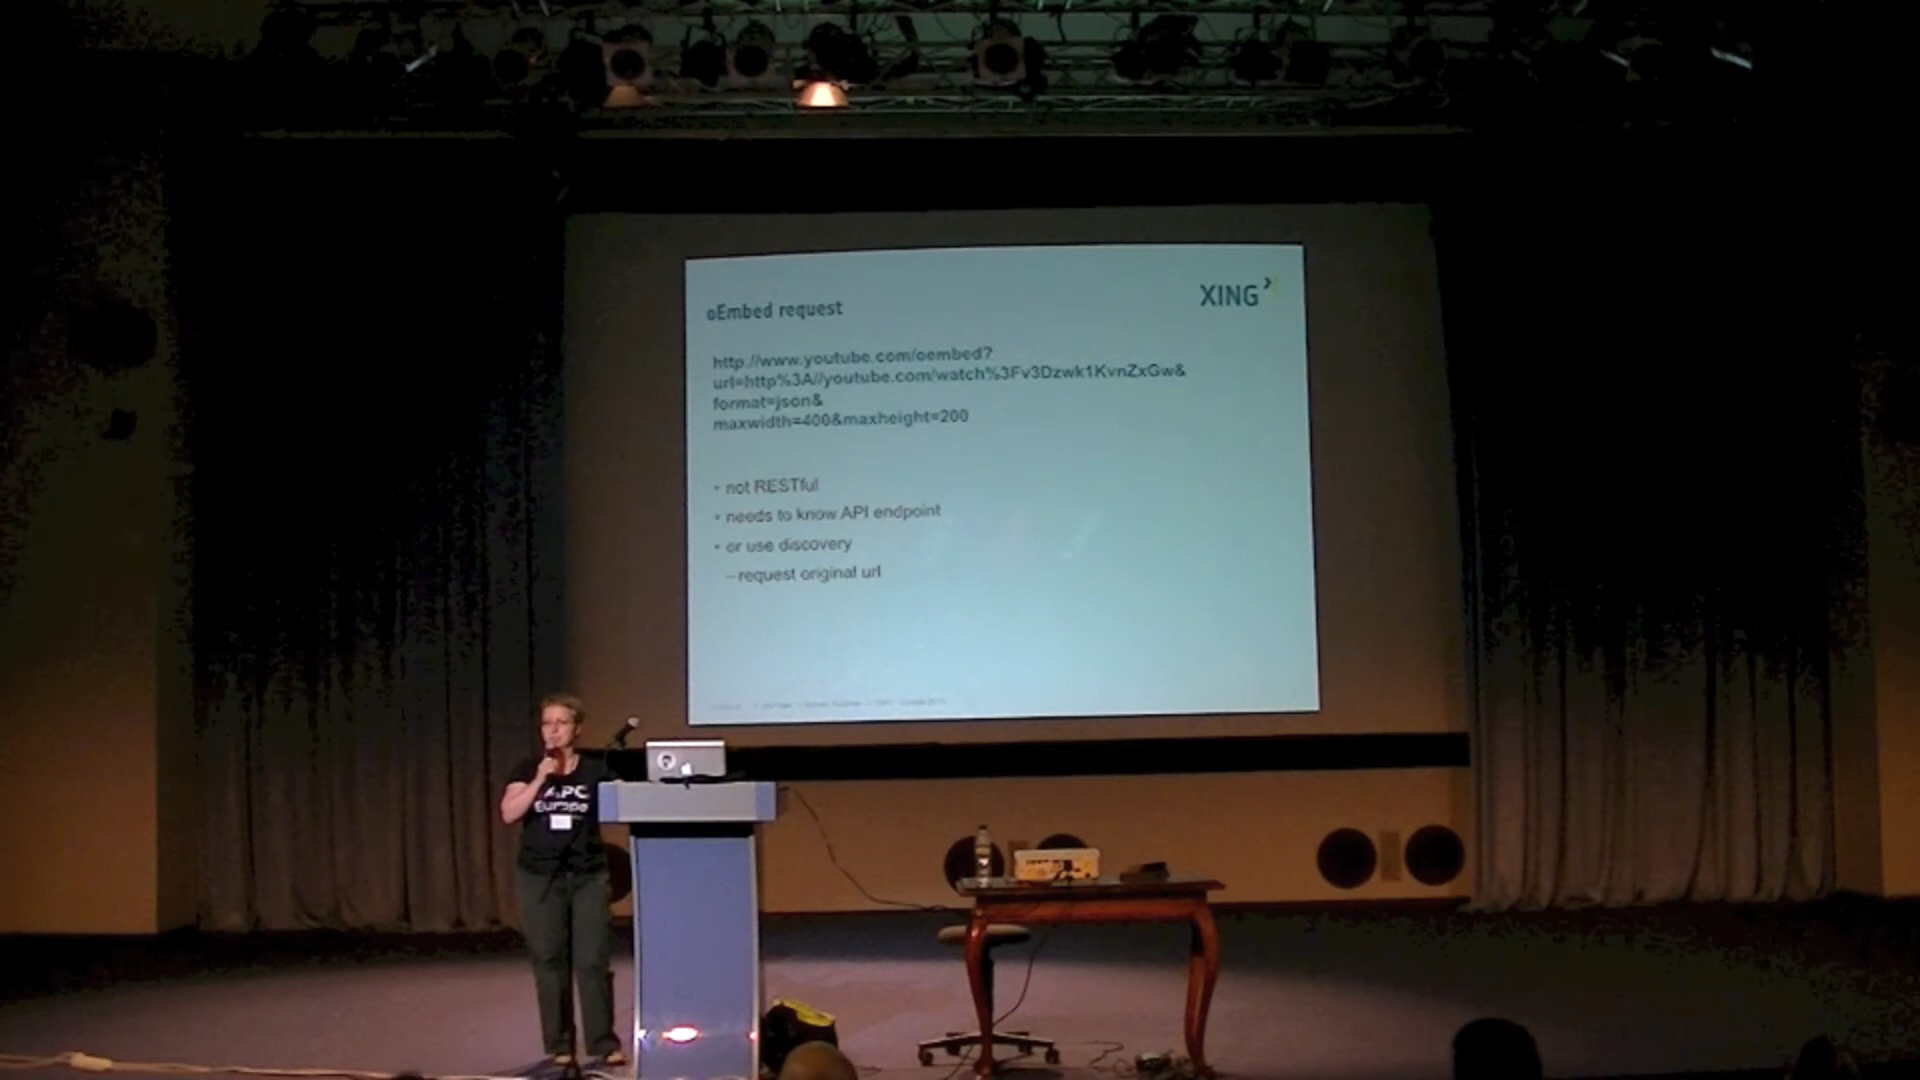 XING
oEmbed request
http://www.youtube.com/oembed?
url=http%3A//youtube.com/watch%3Fv3Dzwk1KvnZxGw&
format=json&
maxwidth=400&maxheight=200
- not RESTful
- needs to know API endpoint
- or use discovery
– request original url
Europe